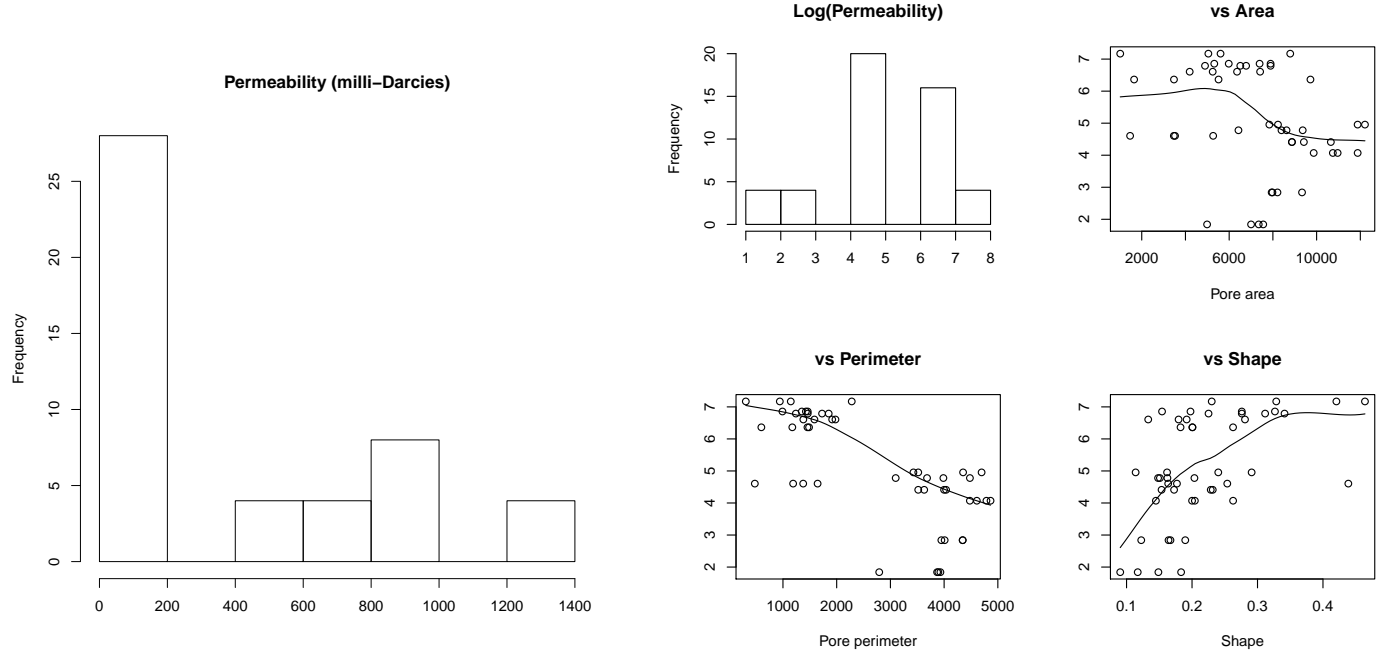 Permeability (milli−Darcies)
Frequency
0
5
10
15
20
25
0 200 400 600 800 1000 1200 1400
Log(Permeability)
Frequency
0
5
10
15
20
1 2 3 4 5 6 7 8
vs Area
2
3
4
5
6
7
2000 6000 10000
Pore area
vs Perimeter
2
3
4
5
6
7
1000 2000 3000 4000 5000
Pore perimeter
vs Shape
2
3
4
5
6
7
0.1 0.2 0.3 0.4
Shape